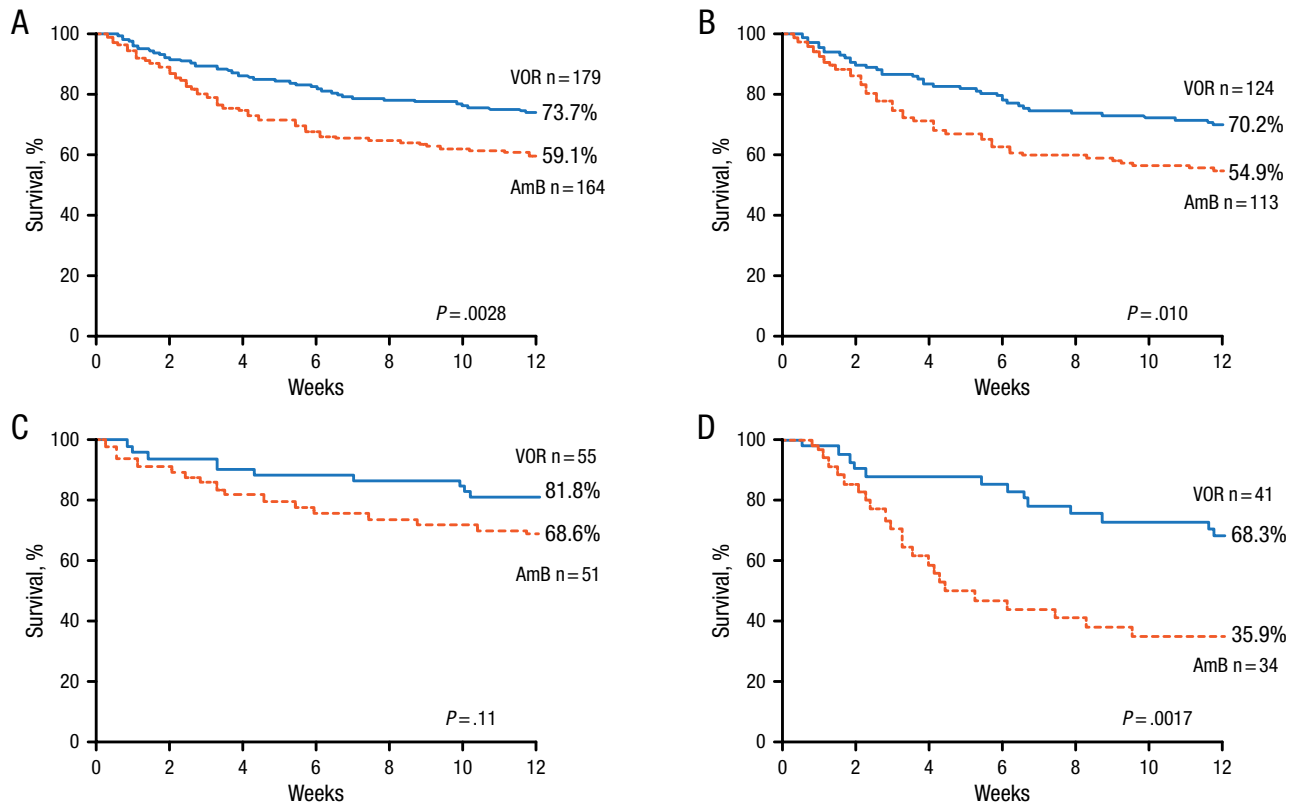 A
Survival, %
100
80
60
40
20
0
VOR n=179
73.7%
59.1%
AmB n=164
P=.0028
0 2 4 6 8 10 12
Weeks
B
Survival, %
100
80
60
40
20
0
VOR n=124
70.2%
54.9%
AmB n=113
P=.010
0 2 4 6 8 10 12
Weeks
C
Survival, %
100
80
60
40
20
0
VOR n=55
81.8%
68.6%
AmB n=51
P=.11
0 2 4 6 8 10 12
Weeks
D
Survival, %
100
80
60
40
20
0
VOR n=41
68.3%
35.9%
AmB n=34
P=.0017
0 2 4 6 8 10 12
Weeks